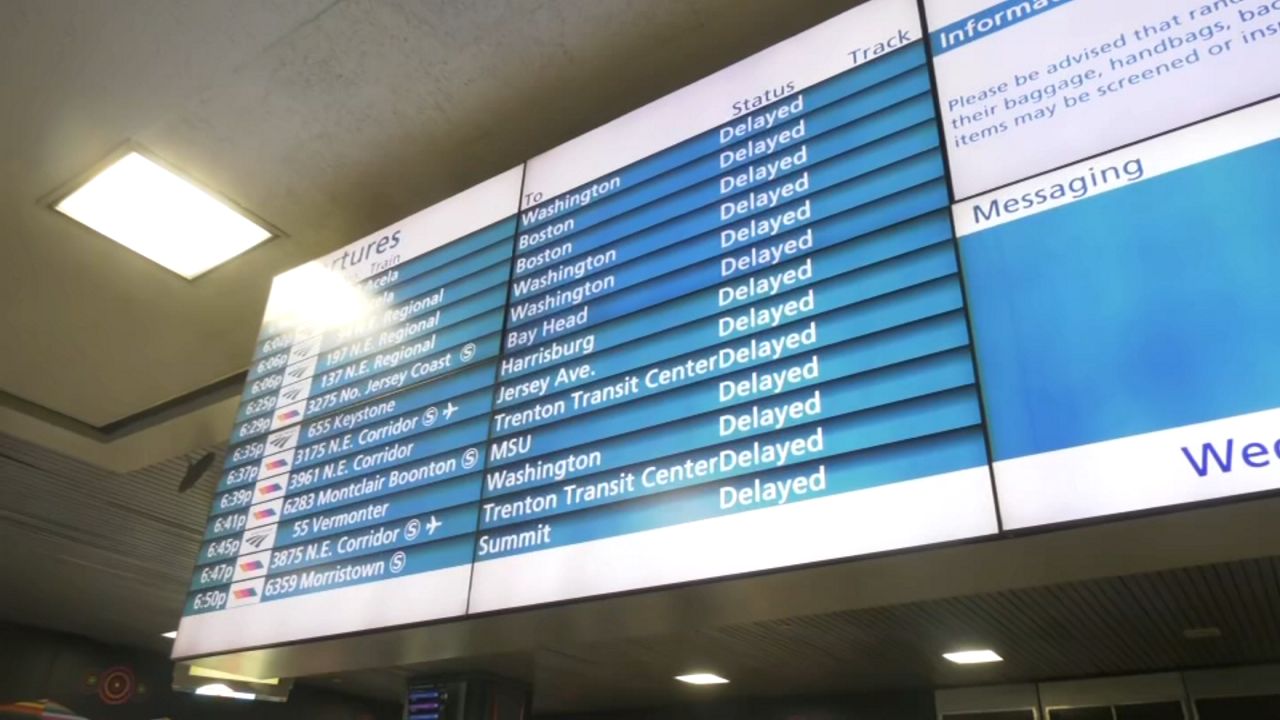 rtures
Train To Status Track
Acela Washington Delayed
Boston Delayed
6:06p N.E. Regional Boston Delayed
6:06p 197 N.E. Regional Washington Delayed
6:25p 137 N.E. Regional Washington Delayed
6:29p 3275 No. Jersey Coast Ⓢ Bay Head Delayed
6:35p 655 Keystone Harrisburg Delayed
6:37p 3175 N.E. Corridor Ⓢ ✈ Jersey Ave. Delayed
6:39p 3961 N.E. Corridor Trenton Transit Center Delayed
6:41p 6283 Montclair Boonton Ⓢ MSU Delayed
6:45p 55 Vermonter Washington Delayed
6:47p 3875 N.E. Corridor Ⓢ ✈ Trenton Transit Center Delayed
6:50p 6359 Morristown Ⓢ Summit Delayed
Informa
Please be advised that ran
their baggage, handbags, bac
items may be screened or ins
Messaging
Wed